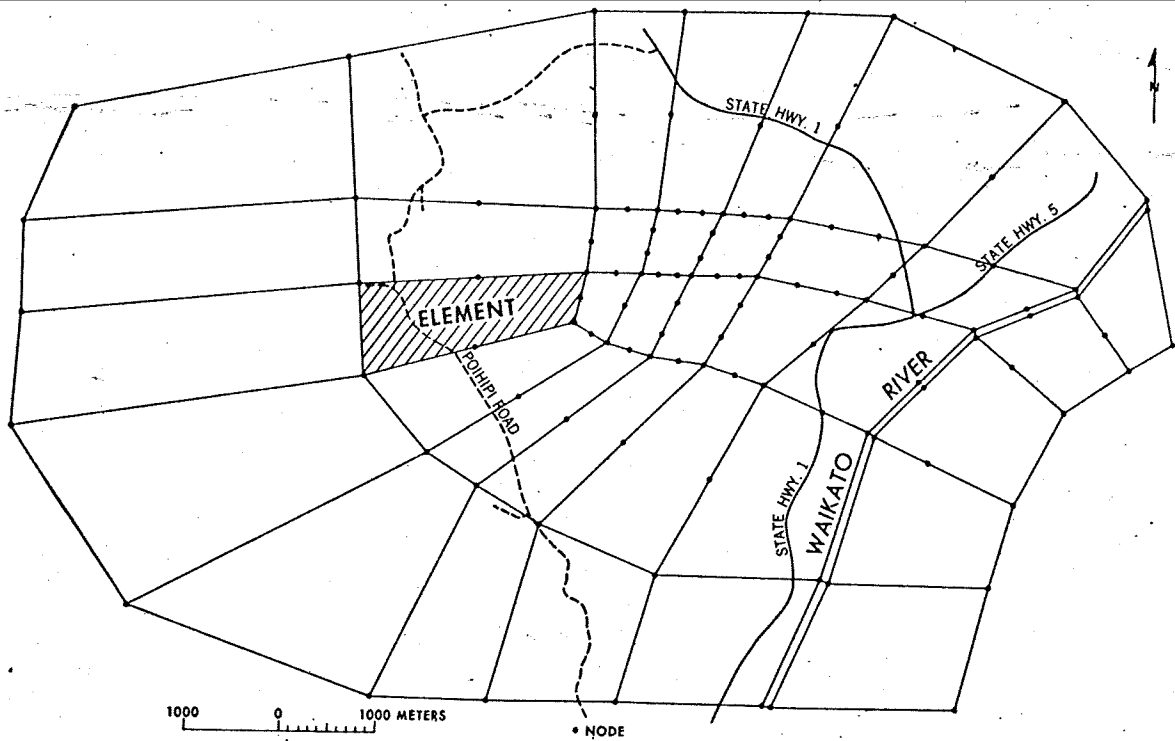 N
STATE HWY. 1
STATE HWY. 5
ELEMENT
POIHIPI ROAD
RIVER
WAIKATO
STATE HWY. 1
1000 0 1000 METERS
• NODE